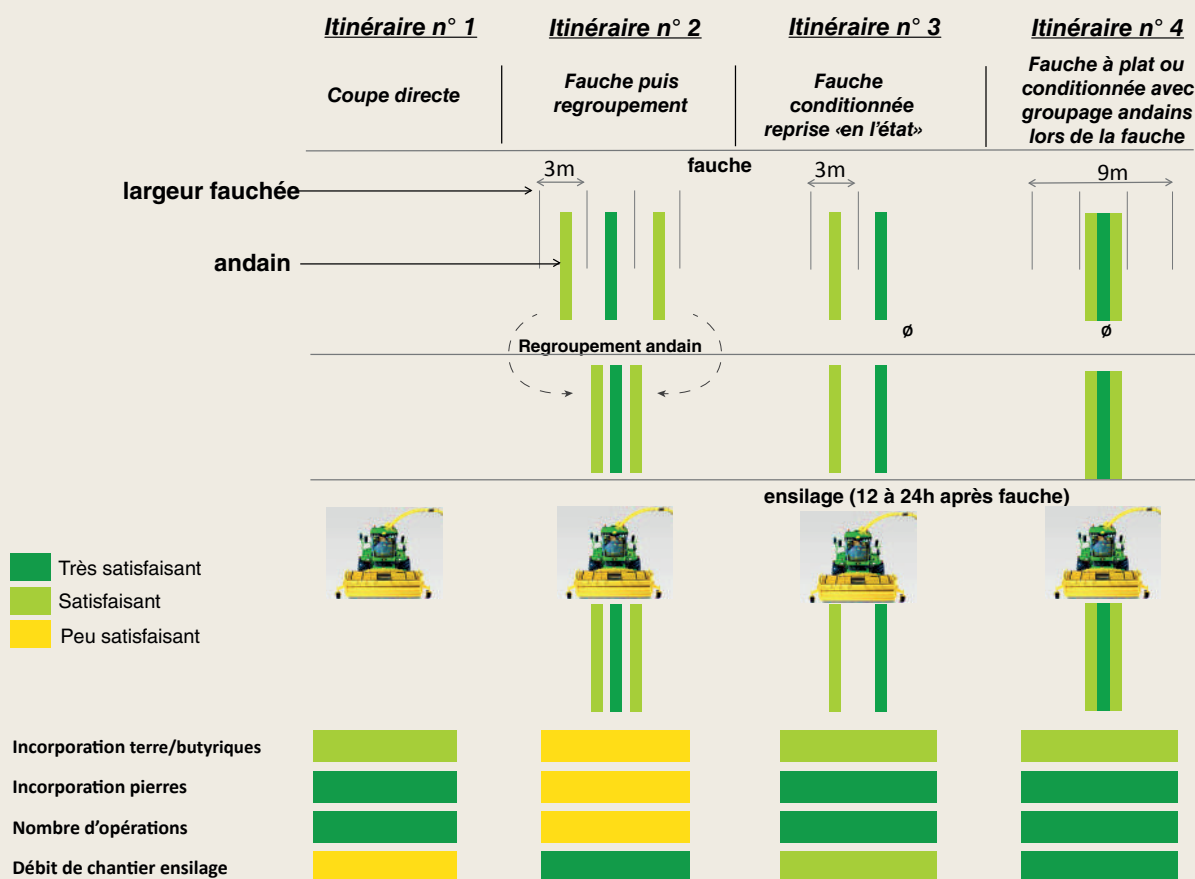 Itinéraire n° 1
Itinéraire n° 2
Itinéraire n° 3
Itinéraire n° 4
Coupe directe
Fauche puis
regroupement
Fauche
conditionnée
reprise «en l'état»
Fauche à plat ou
conditionnée avec
groupage andains
lors de la fauche
fauche
largeur fauchée
3m
3m
9m
andain
ø
ø
Regroupement andain
ensilage (12 à 24h après fauche)
Très satisfaisant
Satisfaisant
Peu satisfaisant
Incorporation terre/butyriques
Incorporation pierres
Nombre d'opérations
Débit de chantier ensilage